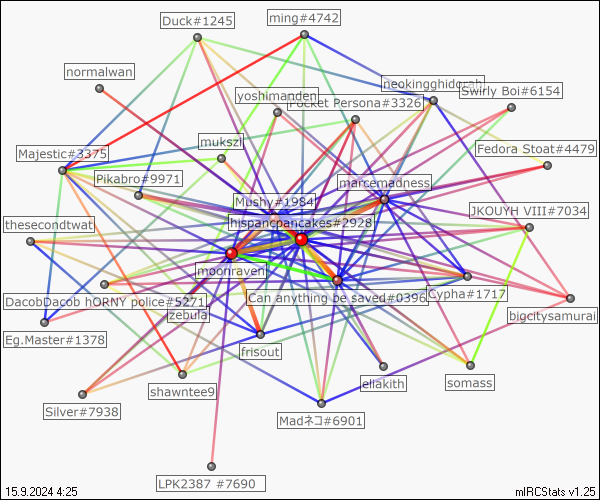 Duck#1245
ming#4742
normalwan
neokingghidorah
yoshimanden
Pocket Persona#3326
Swirly Boi#6154
mukszi
Fedora Stoat#4479
Majestic#3375
Pikabro#9971
marcemadness
Mushy#1984
hispancpancakes#2928
JKOUYH VIII#7034
thesecondtwat
moonraven
DacobDacob hORNY police#5271
Can anything be saved#0396
Cypha#1717
zebula
bigcitysamurai
Eg.Master#1378
frisout
eliakith
somass
shawntee9
Silver#7938
Madネコ#6901
LPK2387 #7690
15.9.2024 4:25
mIRCStats v1.25